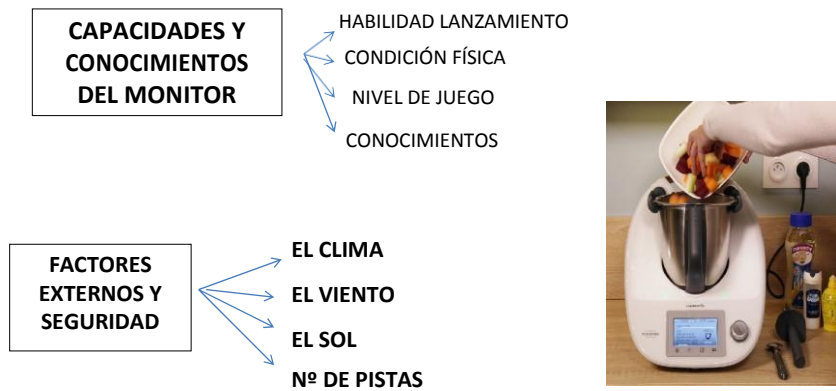 CAPACIDADES Y
CONOCIMIENTOS
DEL MONITOR
HABILIDAD LANZAMIENTO
CONDICIÓN FÍSICA
NIVEL DE JUEGO
CONOCIMIENTOS
FACTORES
EXTERNOS Y
SEGURIDAD
EL CLIMA
EL VIENTO
EL SOL
Nº DE PISTAS